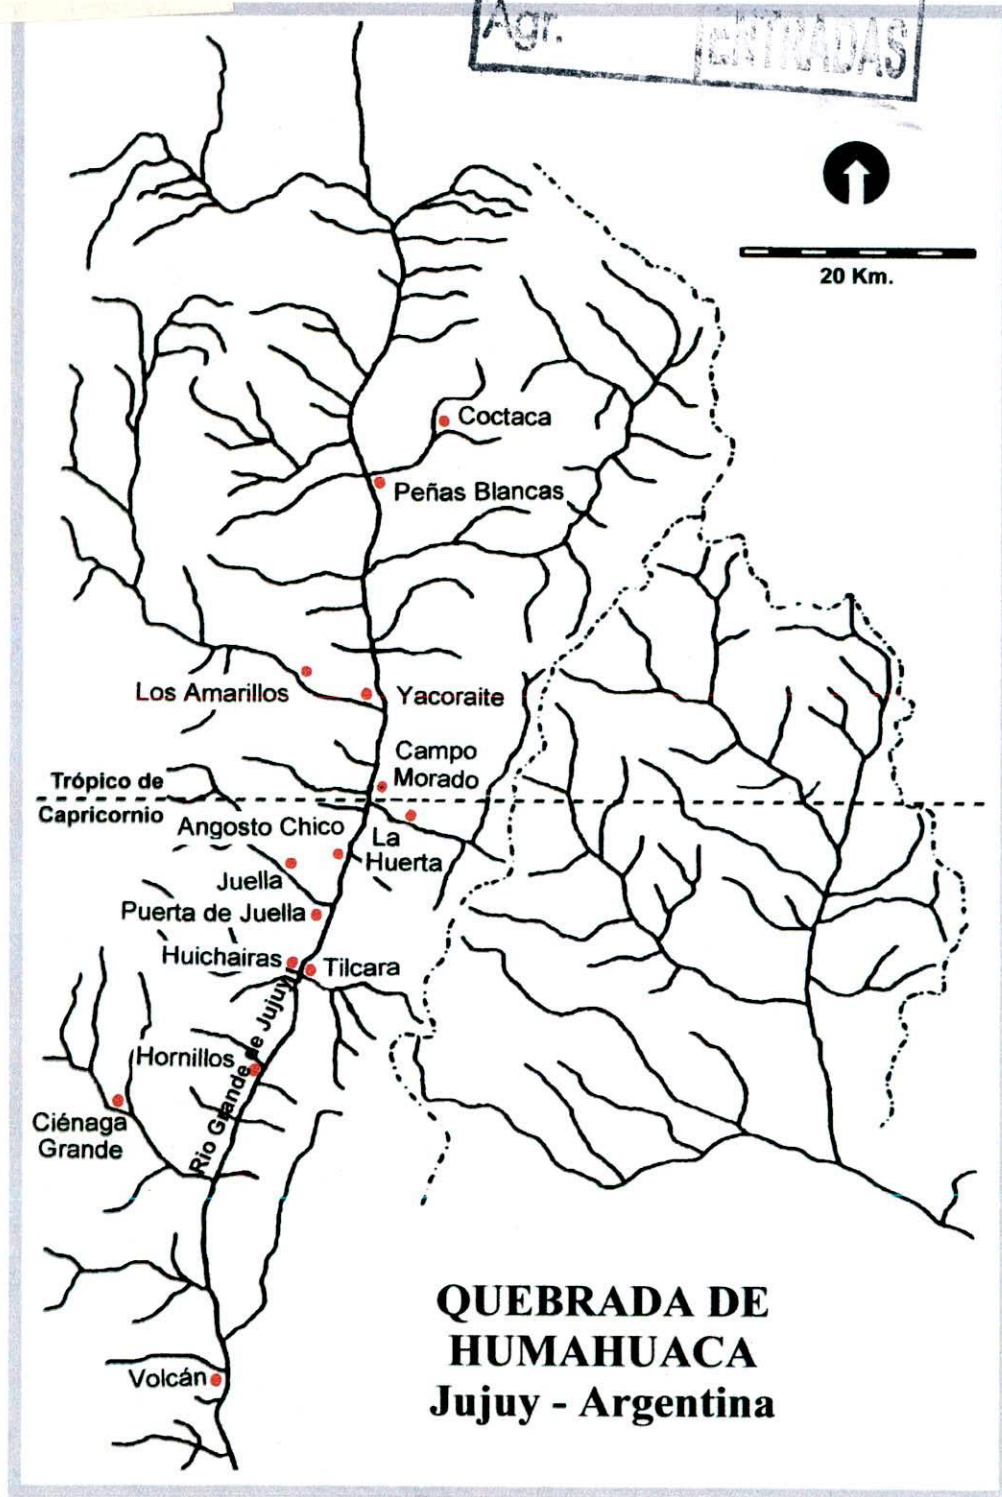 Agr.
ENTRADAS
20 Km.
Coctaca
Peñas Blancas
Los Amarillos
Yacoraite
Campo
Morado
Trópico de
Capricornio
Angosto Chico
La
Huerta
Juella
Puerta de Juella
Huichairas
Tilcara
Rio Grande de Jujuy
Hornillos
Ciénaga
Grande
QUEBRADA DE
HUMAHUACA
Jujuy - Argentina
Volcán